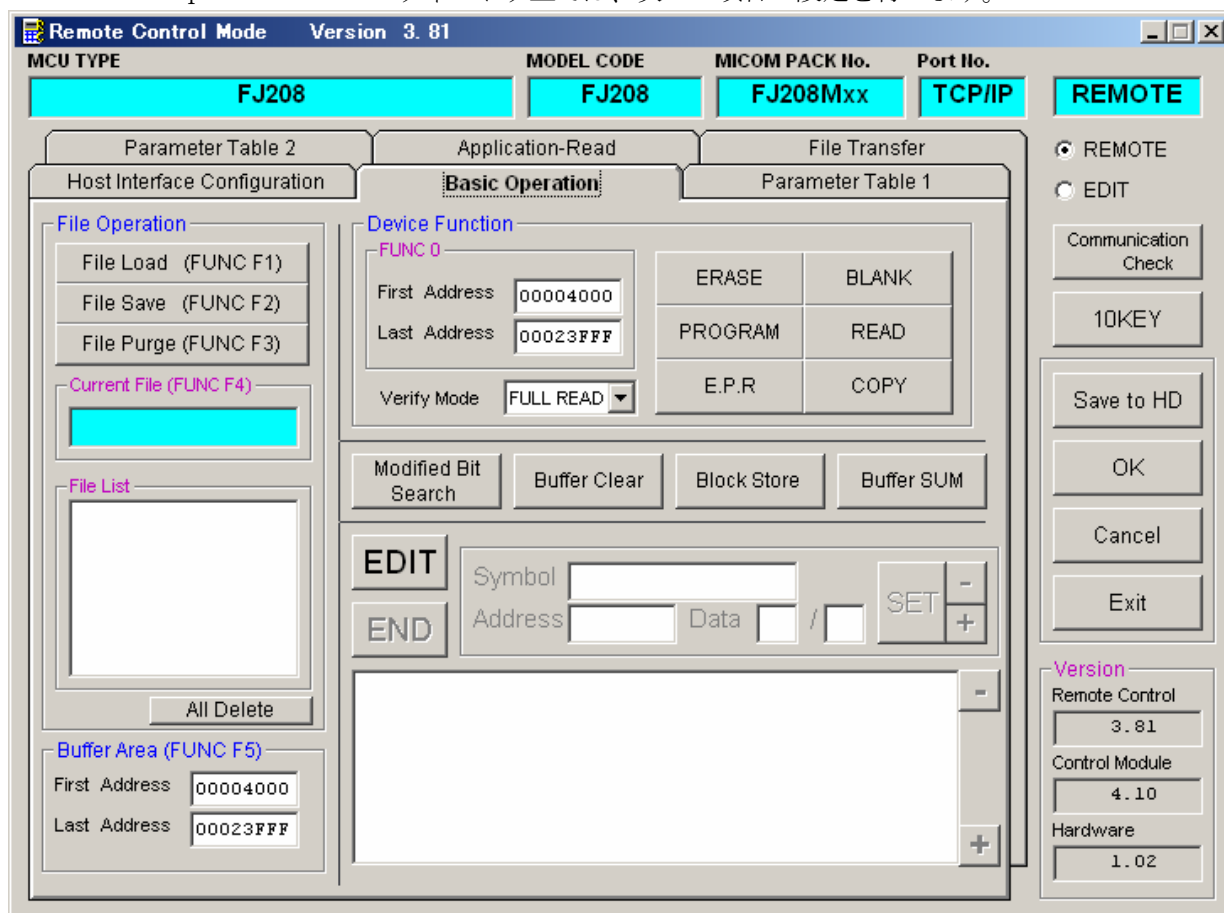 Remote Control Mode Version 3. 81
MCU TYPE MODEL CODE MICOM PACK No. Port No.
FJ208 FJ208 FJ208Mxx TCP/IP REMOTE
Parameter Table 2 Application-Read File Transfer
Host Interface Configuration Basic Operation Parameter Table 1
REMOTE
EDIT
File Operation
File Load (FUNC F1)
File Save (FUNC F2)
File Purge (FUNC F3)
Current File (FUNC F4)
File List
All Delete
Buffer Area (FUNC F5)
First Address 00004000
Last Address 00023FFF
Device Function
FUNC 0
First Address 00004000
Last Address 00023FFF
Verify Mode FULL READ
ERASE BLANK
PROGRAM READ
E.P.R COPY
Modified Bit
Search
Buffer Clear
Block Store
Buffer SUM
EDIT
END
Symbol
Address Data /
SET
-
+
-
+
Communication
Check
10KEY
Save to HD
OK
Cancel
Exit
Version
Remote Control
3.81
Control Module
4.10
Hardware
1.02